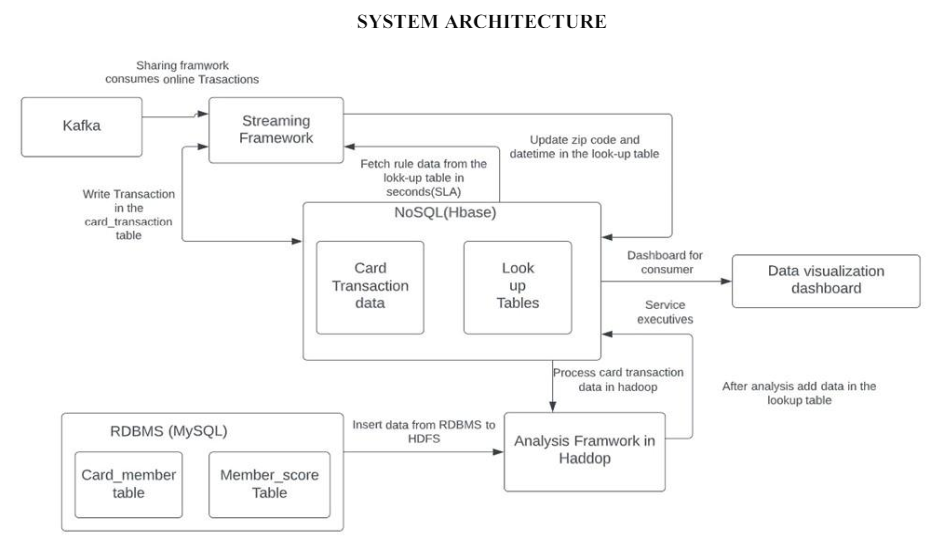 SYSTEM ARCHITECTURE
Sharing framwork
consumes online Trasactions
Kafka
Streaming
Framework
Update zip code and
datetime in the look-up table
Fetch rule data from the
lokk-up table in
seconds(SLA)
Write Transaction
in the
card_transaction
table
NoSQL(Hbase)
Card
Transaction
data
Look
up
Tables
Dashboard for
consumer
Data visualization
dashboard
Service
executives
Process card transaction
data in hadoop
After analysis add data in the
lookup table
RDBMS (MySQL)
Insert data from RDBMS to
HDFS
Analysis Framwork in
Haddop
Card_member
table
Member_score
Table